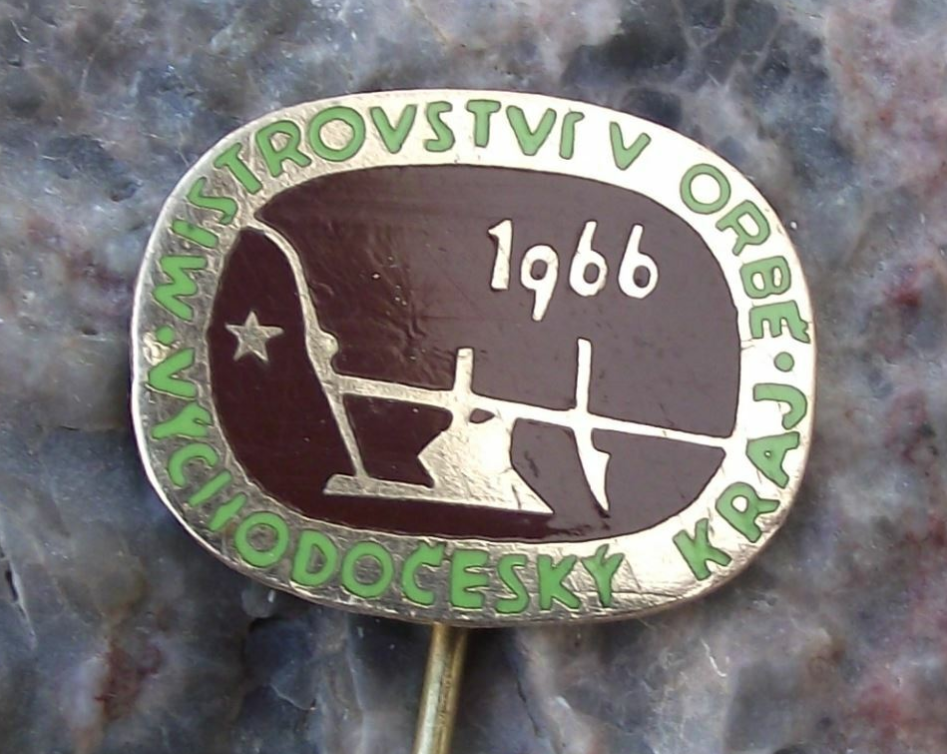 MISTROVSTVÍ V ORBĚ · VÝCHODOČESKÝ KRAJ ·
1966